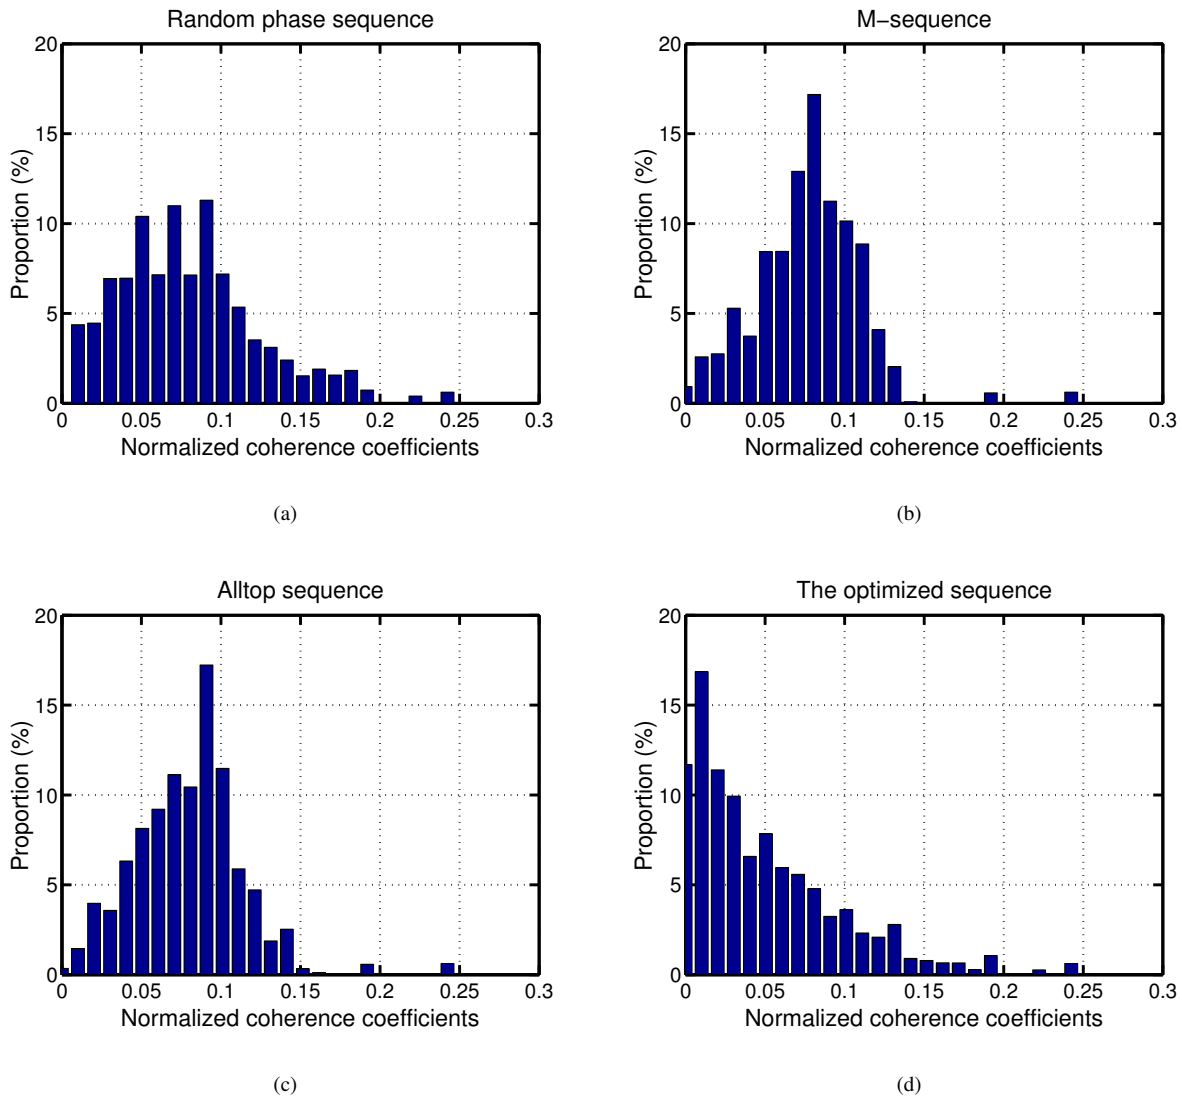 Random phase sequence
20
15
10
5
0
Proportion (%)
0 0.05 0.1 0.15 0.2 0.25 0.3
Normalized coherence coefficients
(a)
M−sequence
20
15
10
5
0
Proportion (%)
0 0.05 0.1 0.15 0.2 0.25 0.3
Normalized coherence coefficients
(b)
Alltop sequence
20
15
10
5
0
Proportion (%)
0 0.05 0.1 0.15 0.2 0.25 0.3
Normalized coherence coefficients
(c)
The optimized sequence
20
15
10
5
0
Proportion (%)
0 0.05 0.1 0.15 0.2 0.25 0.3
Normalized coherence coefficients
(d)